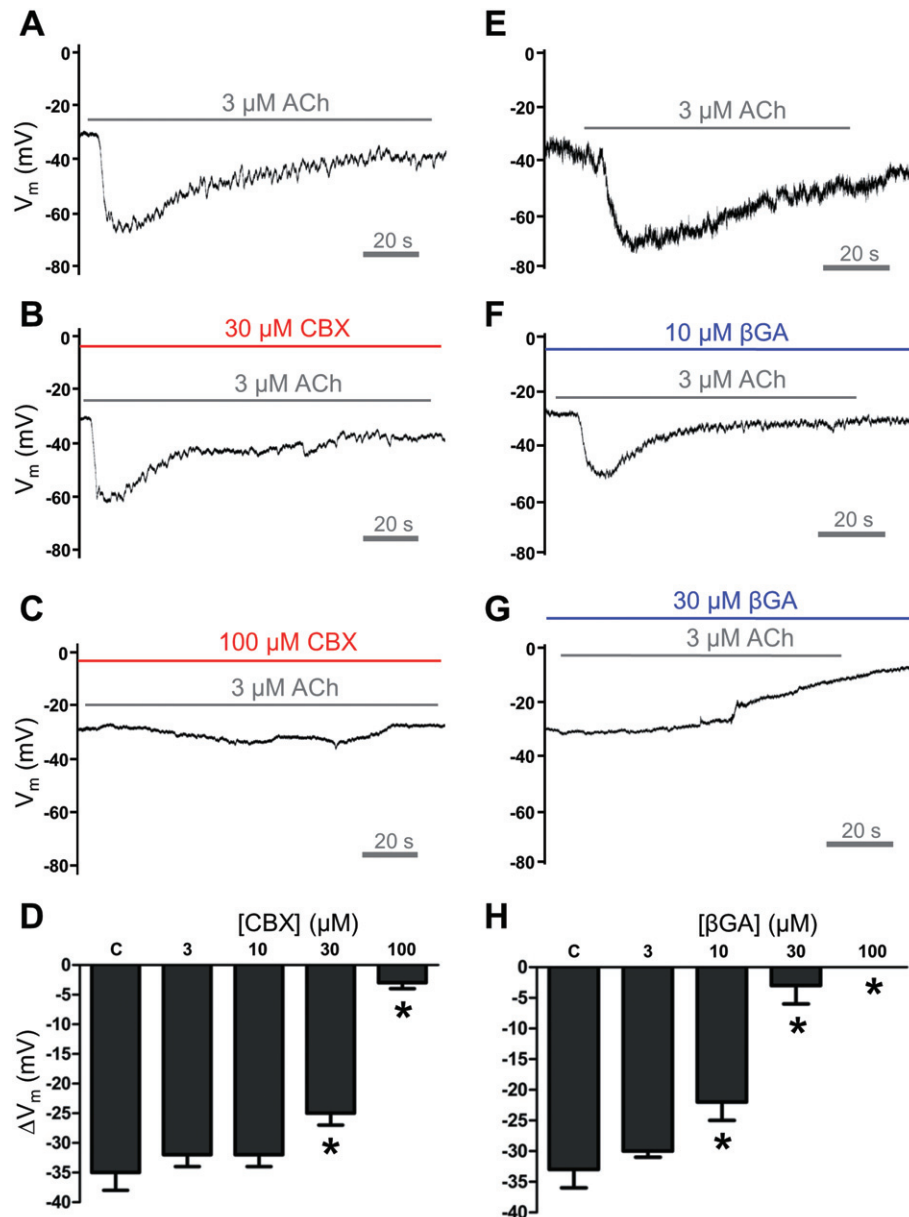 A
0
-20
-40
-60
-80
Vm (mV)
3 µM ACh
20 s
B
0
-20
-40
-60
-80
Vm (mV)
30 µM CBX
3 µM ACh
20 s
C
0
-20
-40
-60
-80
Vm (mV)
100 µM CBX
3 µM ACh
20 s
D
[CBX] (µM)
C 3 10 30 100
0
-5
-10
-15
-20
-25
-30
-35
-40
ΔVm (mV)
*
*
E
0
-20
-40
-60
-80
3 µM ACh
20 s
F
0
-20
-40
-60
-80
10 µM βGA
3 µM ACh
20 s
G
0
-20
-40
-60
-80
30 µM βGA
3 µM ACh
20 s
H
[βGA] (µM)
C 3 10 30 100
0
-5
-10
-15
-20
-25
-30
-35
-40
*
*
*